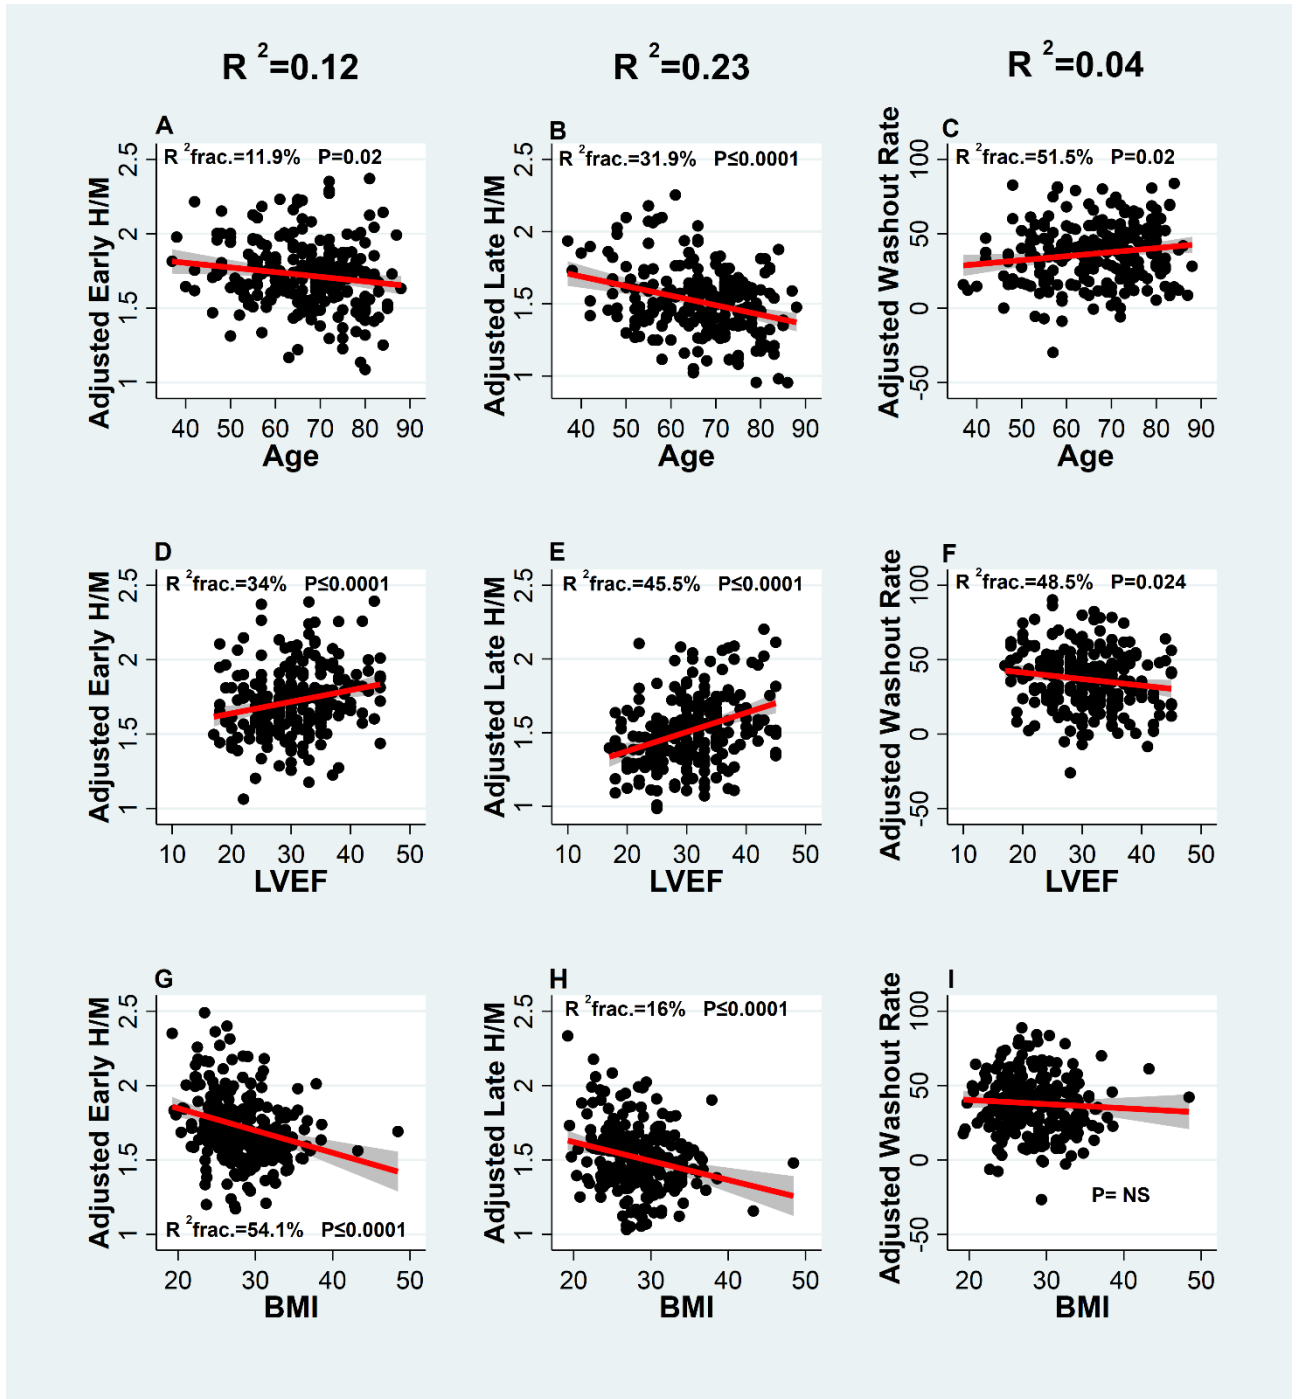 R 2=0.12
R 2=0.23
R 2=0.04
A
R 2frac.=11.9% P=0.02
Adjusted Early H/M
2.5
2
1.5
1
40 50 60 70 80 90
Age
B
R 2frac.=31.9% P≤0.0001
Adjusted Late H/M
2.5
2
1.5
1
40 50 60 70 80 90
Age
C
R 2frac.=51.5% P=0.02
Adjusted Washout Rate
100
50
0
-50
40 50 60 70 80 90
Age
D
R 2frac.=34% P≤0.0001
Adjusted Early H/M
2.5
2
1.5
1
10 20 30 40 50
LVEF
E
R 2frac.=45.5% P≤0.0001
Adjusted Late H/M
2.5
2
1.5
1
10 20 30 40 50
LVEF
F
R 2frac.=48.5% P=0.024
Adjusted Washout Rate
100
50
0
-50
10 20 30 40 50
LVEF
G
Adjusted Early H/M
2.5
2
1.5
1
R 2frac.=54.1% P≤0.0001
20 30 40 50
BMI
H
R 2frac.=16% P≤0.0001
Adjusted Late H/M
2.5
2
1.5
1
20 30 40 50
BMI
I
Adjusted Washout Rate
100
50
0
-50
P= NS
20 30 40 50
BMI